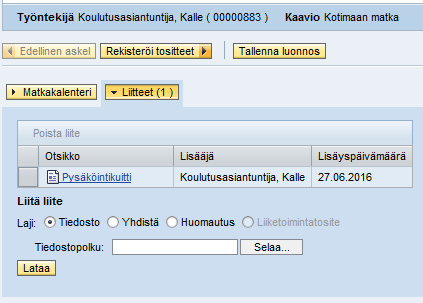 Työntekijä Koulutusasiantuntija, Kalle ( 00000883 ) Kaavio Kotimaan matka
Edellinen askel Rekisteröi tositteet Tallenna luonnos
Matkakalenteri Liitteet (1 )
Poista liite
Otsikko Lisääjä Lisäyspäivämäärä
Pysäköintikuitti Koulutusasiantuntija, Kalle 27.06.2016
Liitä liite
Laji: Tiedosto Yhdistä Huomautus Liiketoimintatosite
Tiedostopolku: Selaa...
Lataa